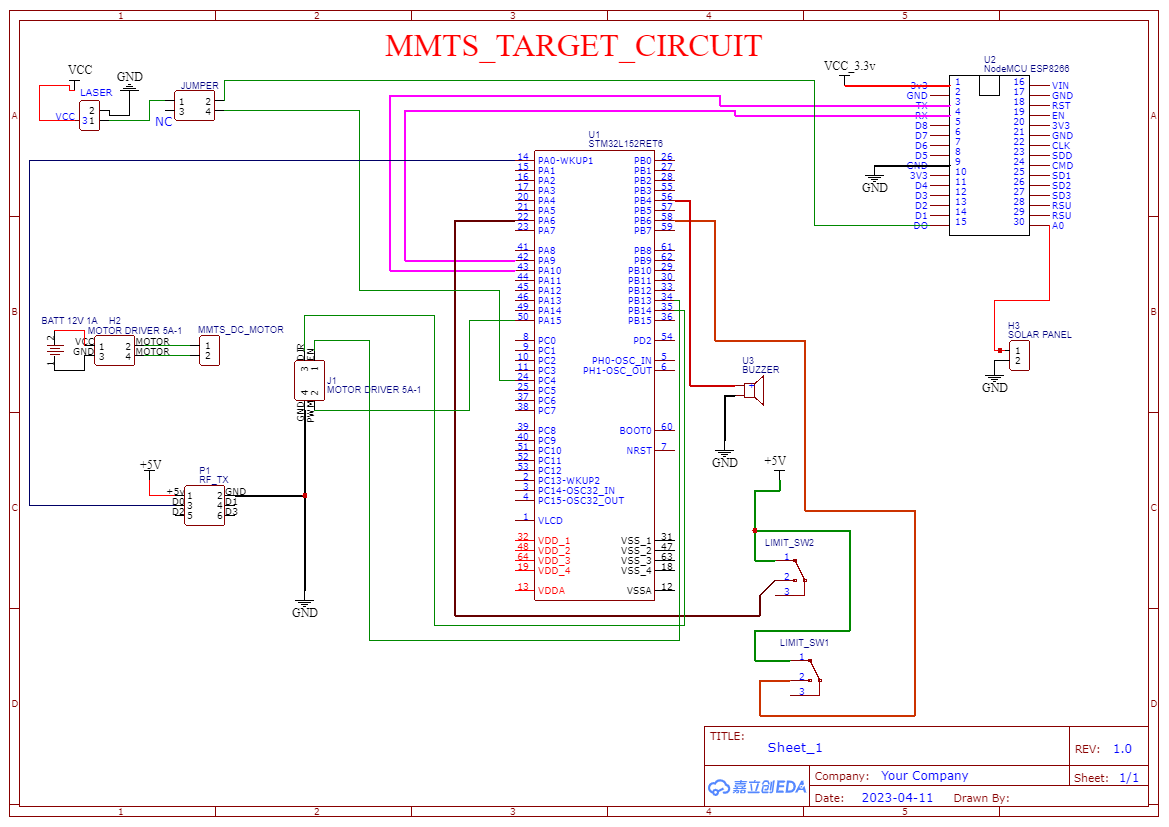 1 2 3 4 5
MMTS_TARGET_CIRCUIT
A
B
C
D
A
B
C
D
VCC
GND
LASER
VCC
2
3 1
JUMPER
1 2
3 4
NC
VCC_3.3v
U2
NodeMCU ESP8266
3v3 1 16 VIN
GND 2 17 GND
TX 3 18 RST
RX 4 19 EN
D8 5 20 3V3
D7 6 21 GND
D6 7 22 CLK
D5 8 23 SDD
GND 9 24 CMD
3V3 10 25 SD1
D4 11 26 SD2
D3 12 27 SD3
D2 13 28 RSU
D1 14 29 RSU
D0 15 30 A0
GND
U1
STM32L152RET6
14 PA0-WKUP1 PB0 26
15 PA1 PB1 27
16 PA2 PB2 28
17 PA3 PB3 55
20 PA4 PB4 56
21 PA5 PB5 57
22 PA6 PB6 58
23 PA7 PB7 59
41 PA8 PB8 61
42 PA9 PB9 62
43 PA10 PB10 29
44 PA11 PB11 30
45 PA12 PB12 33
46 PA13 PB13 34
49 PA14 PB14 35
50 PA15 PB15 36
8 PC0 PD2 54
9 PC1
10 PC2 PH0-OSC_IN 5
11 PC3 PH1-OSC_OUT 6
24 PC4
25 PC5
37 PC6
38 PC7
39 PC8 BOOT0 60
40 PC9
51 PC10 NRST 7
52 PC11
53 PC12
2 PC13-WKUP2
3 PC14-OSC32_IN
4 PC15-OSC32_OUT
1 VLCD
32 VDD_1 VSS_1 31
48 VDD_2 VSS_2 47
64 VDD_3 VSS_3 63
19 VDD_4 VSS_4 18
13 VDDA VSSA 12
BATT 12V 1A
2
1
H2
MOTOR DRIVER 5A-1
VCC 1 2 MOTOR
GND 3 4 MOTOR
MMTS_DC_MOTOR
1
2
DIR
EN
3 1
4 2
GND
PWM
J1
MOTOR DRIVER 5A-1
+5V
P1
RF_TX
+5v 1 2 GND
D0 3 4 D1
D2 5 6 D3
GND
U3
BUZZER
+
GND
H3
SOLAR PANEL
1
2
GND
+5V
LIMIT_SW2
1
2
3
LIMIT_SW1
1
2
3
TITLE:
Sheet_1
REV: 1.0
嘉立创EDA
Company: Your Company
Sheet: 1/1
Date: 2023-04-11 Drawn By:
1 2 3 4 5